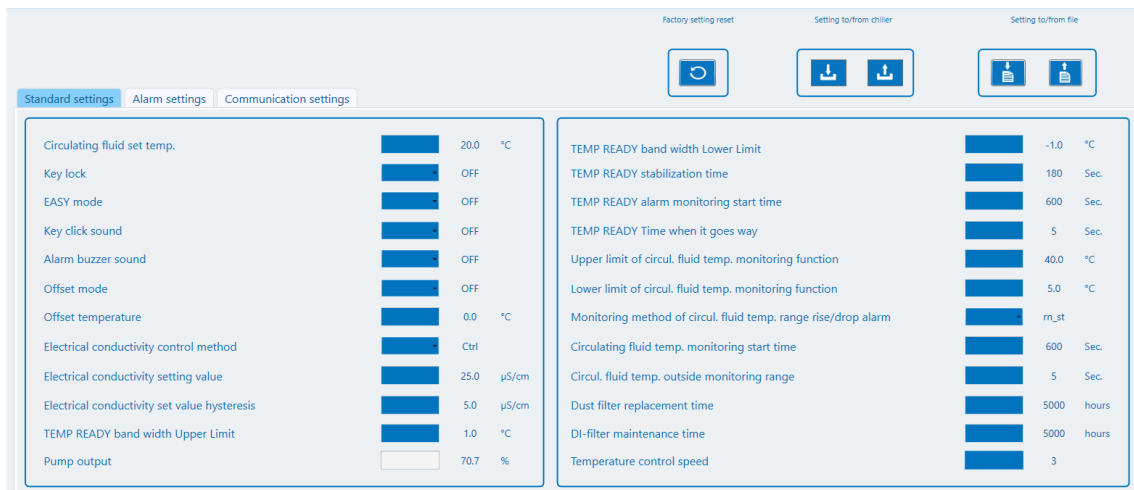 Factory setting reset
Setting to/from chiller
Setting to/from file
Standard settings
Alarm settings
Communication settings
Circulating fluid set temp. 20.0 °C
Key lock OFF
EASY mode OFF
Key click sound OFF
Alarm buzzer sound OFF
Offset mode OFF
Offset temperature 0.0 °C
Electrical conductivity control method Ctrl
Electrical conductivity setting value 25.0 µS/cm
Electrical conductivity set value hysteresis 5.0 µS/cm
TEMP READY band width Upper Limit 1.0 °C
Pump output 70.7 %
TEMP READY band width Lower Limit -1.0 °C
TEMP READY stabilization time 180 Sec.
TEMP READY alarm monitoring start time 600 Sec.
TEMP READY Time when it goes way 5 Sec.
Upper limit of circul. fluid temp. monitoring function 40.0 °C
Lower limit of circul. fluid temp. monitoring function 5.0 °C
Monitoring method of circul. fluid temp. range rise/drop alarm rn_st
Circulating fluid temp. monitoring start time 600 Sec.
Circul. fluid temp. outside monitoring range 5 Sec.
Dust filter replacement time 5000 hours
DI-filter maintenance time 5000 hours
Temperature control speed 3